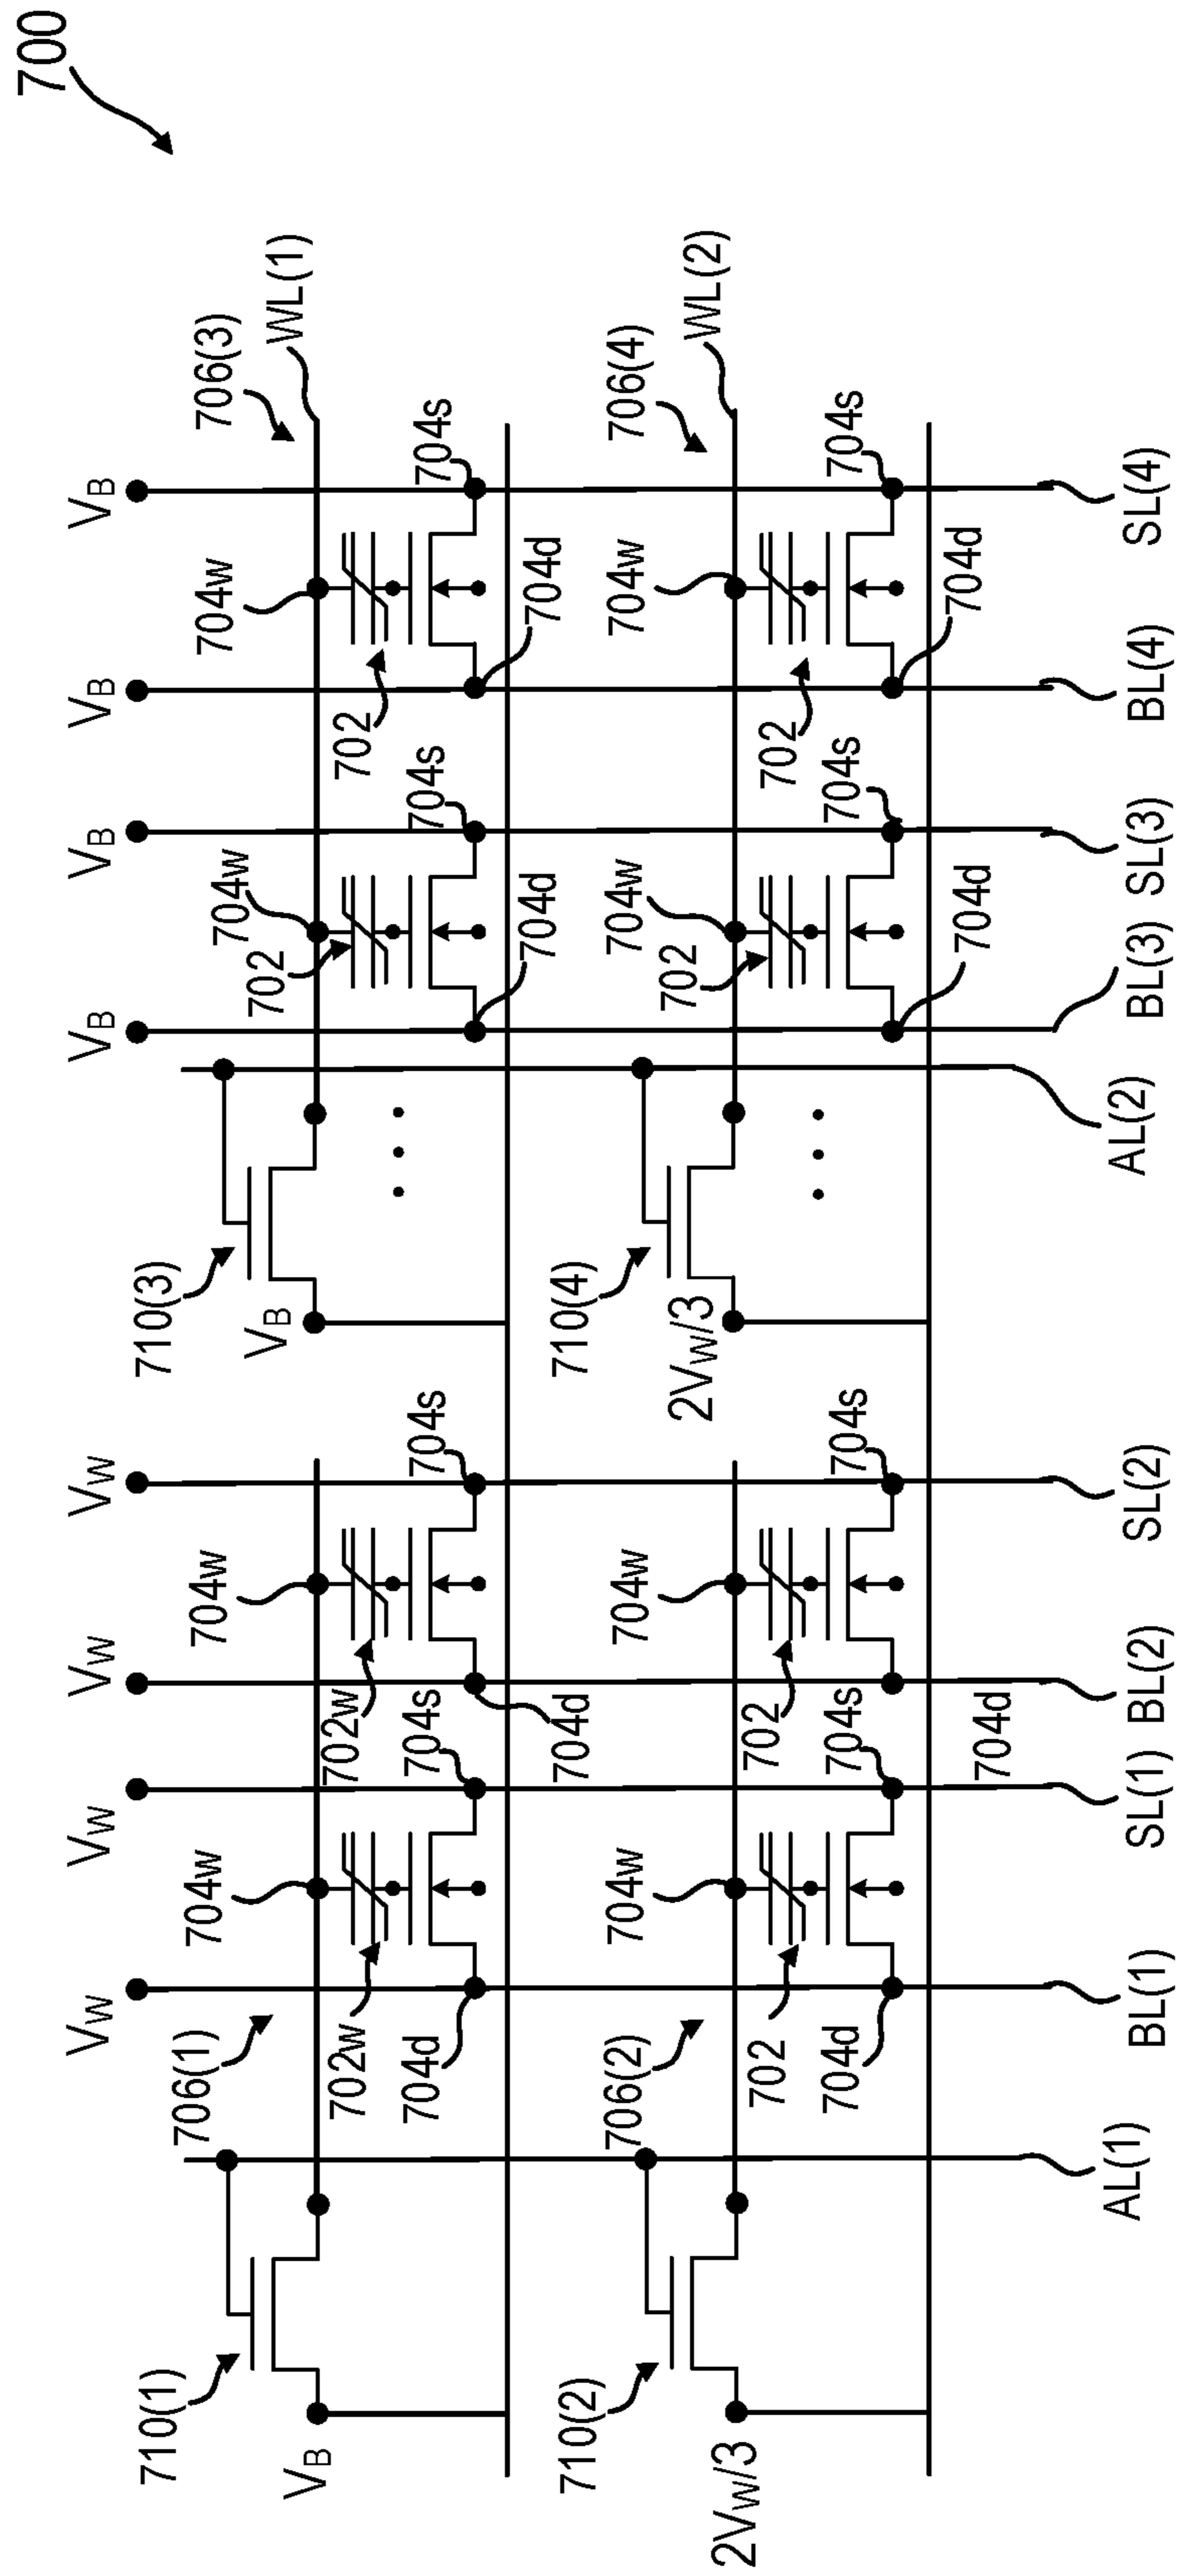 700
V_W V_W V_W V_W V_B V_B V_B V_B
710(1) 706(1) 704w 704w 710(3) 704w 704w 706(3) WL(1)
V_B 702w 702w V_B 702 702
704d 704s 704s 704s 704s
704d 704d 704d
710(2) 706(2) 704w 704w 710(4) 704w 704w 706(4) WL(2)
2V_W/3 702 702 2V_W/3 702 702
704d 704s 704s 704s 704s
704d 704d 704d
AL(1) BL(1) SL(1) BL(2) SL(2) AL(2) BL(3) SL(3) BL(4) SL(4)